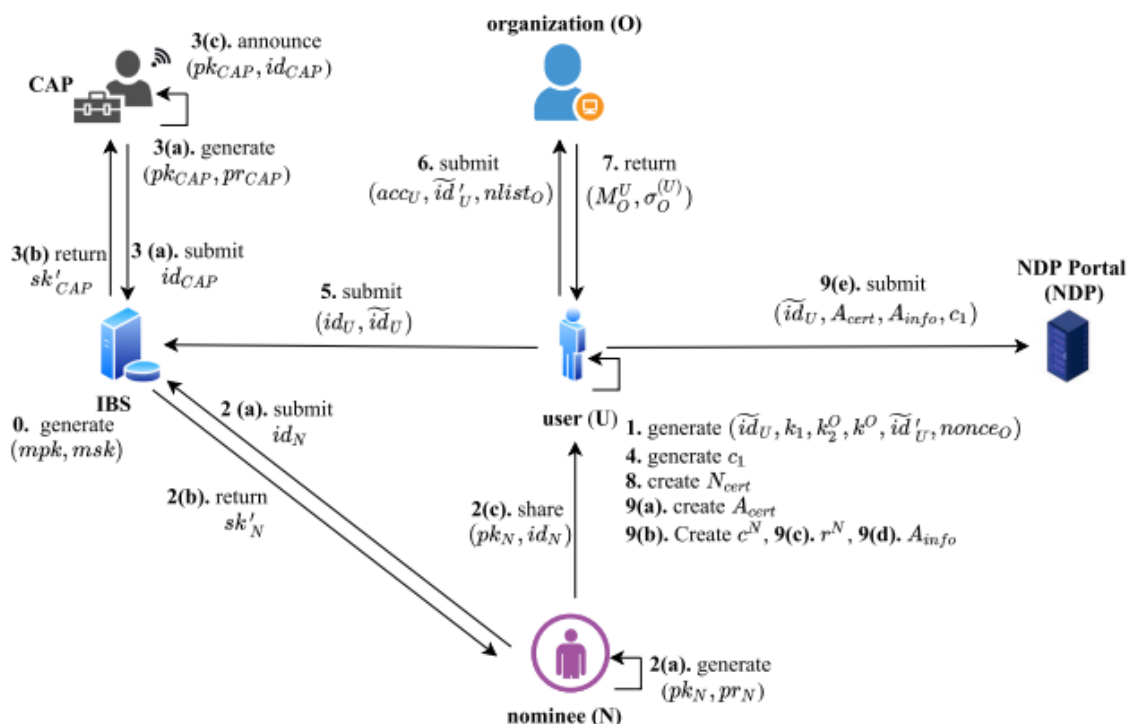 organization (O)
3(c). announce
(pk_{CAP}, id_{CAP})
CAP
3(a). generate
(pk_{CAP}, pr_{CAP})
6. submit
(acc_U, \widetilde{id}'_U, nlist_O)
7. return
(M_O^U, σ_O^{(U)})
3(b) return
sk'_{CAP}
3 (a). submit
id_{CAP}
5. submit
(id_U, \widetilde{id}_U)
9(e). submit
(\widetilde{id}_U, A_{cert}, A_{info}, c_1)
NDP Portal
(NDP)
IBS
0. generate
(mpk, msk)
2 (a). submit
id_N
2(b). return
sk'_N
user (U)
1. generate (\widetilde{id}_U, k_1, k_2^O, k^O, \widetilde{id}'_U, nonce_O)
4. generate c_1
8. create N_{cert}
9(a). create A_{cert}
9(b). Create c^N, 9(c). r^N, 9(d). A_{info}
2(c). share
(pk_N, id_N)
2(a). generate
(pk_N, pr_N)
nominee (N)